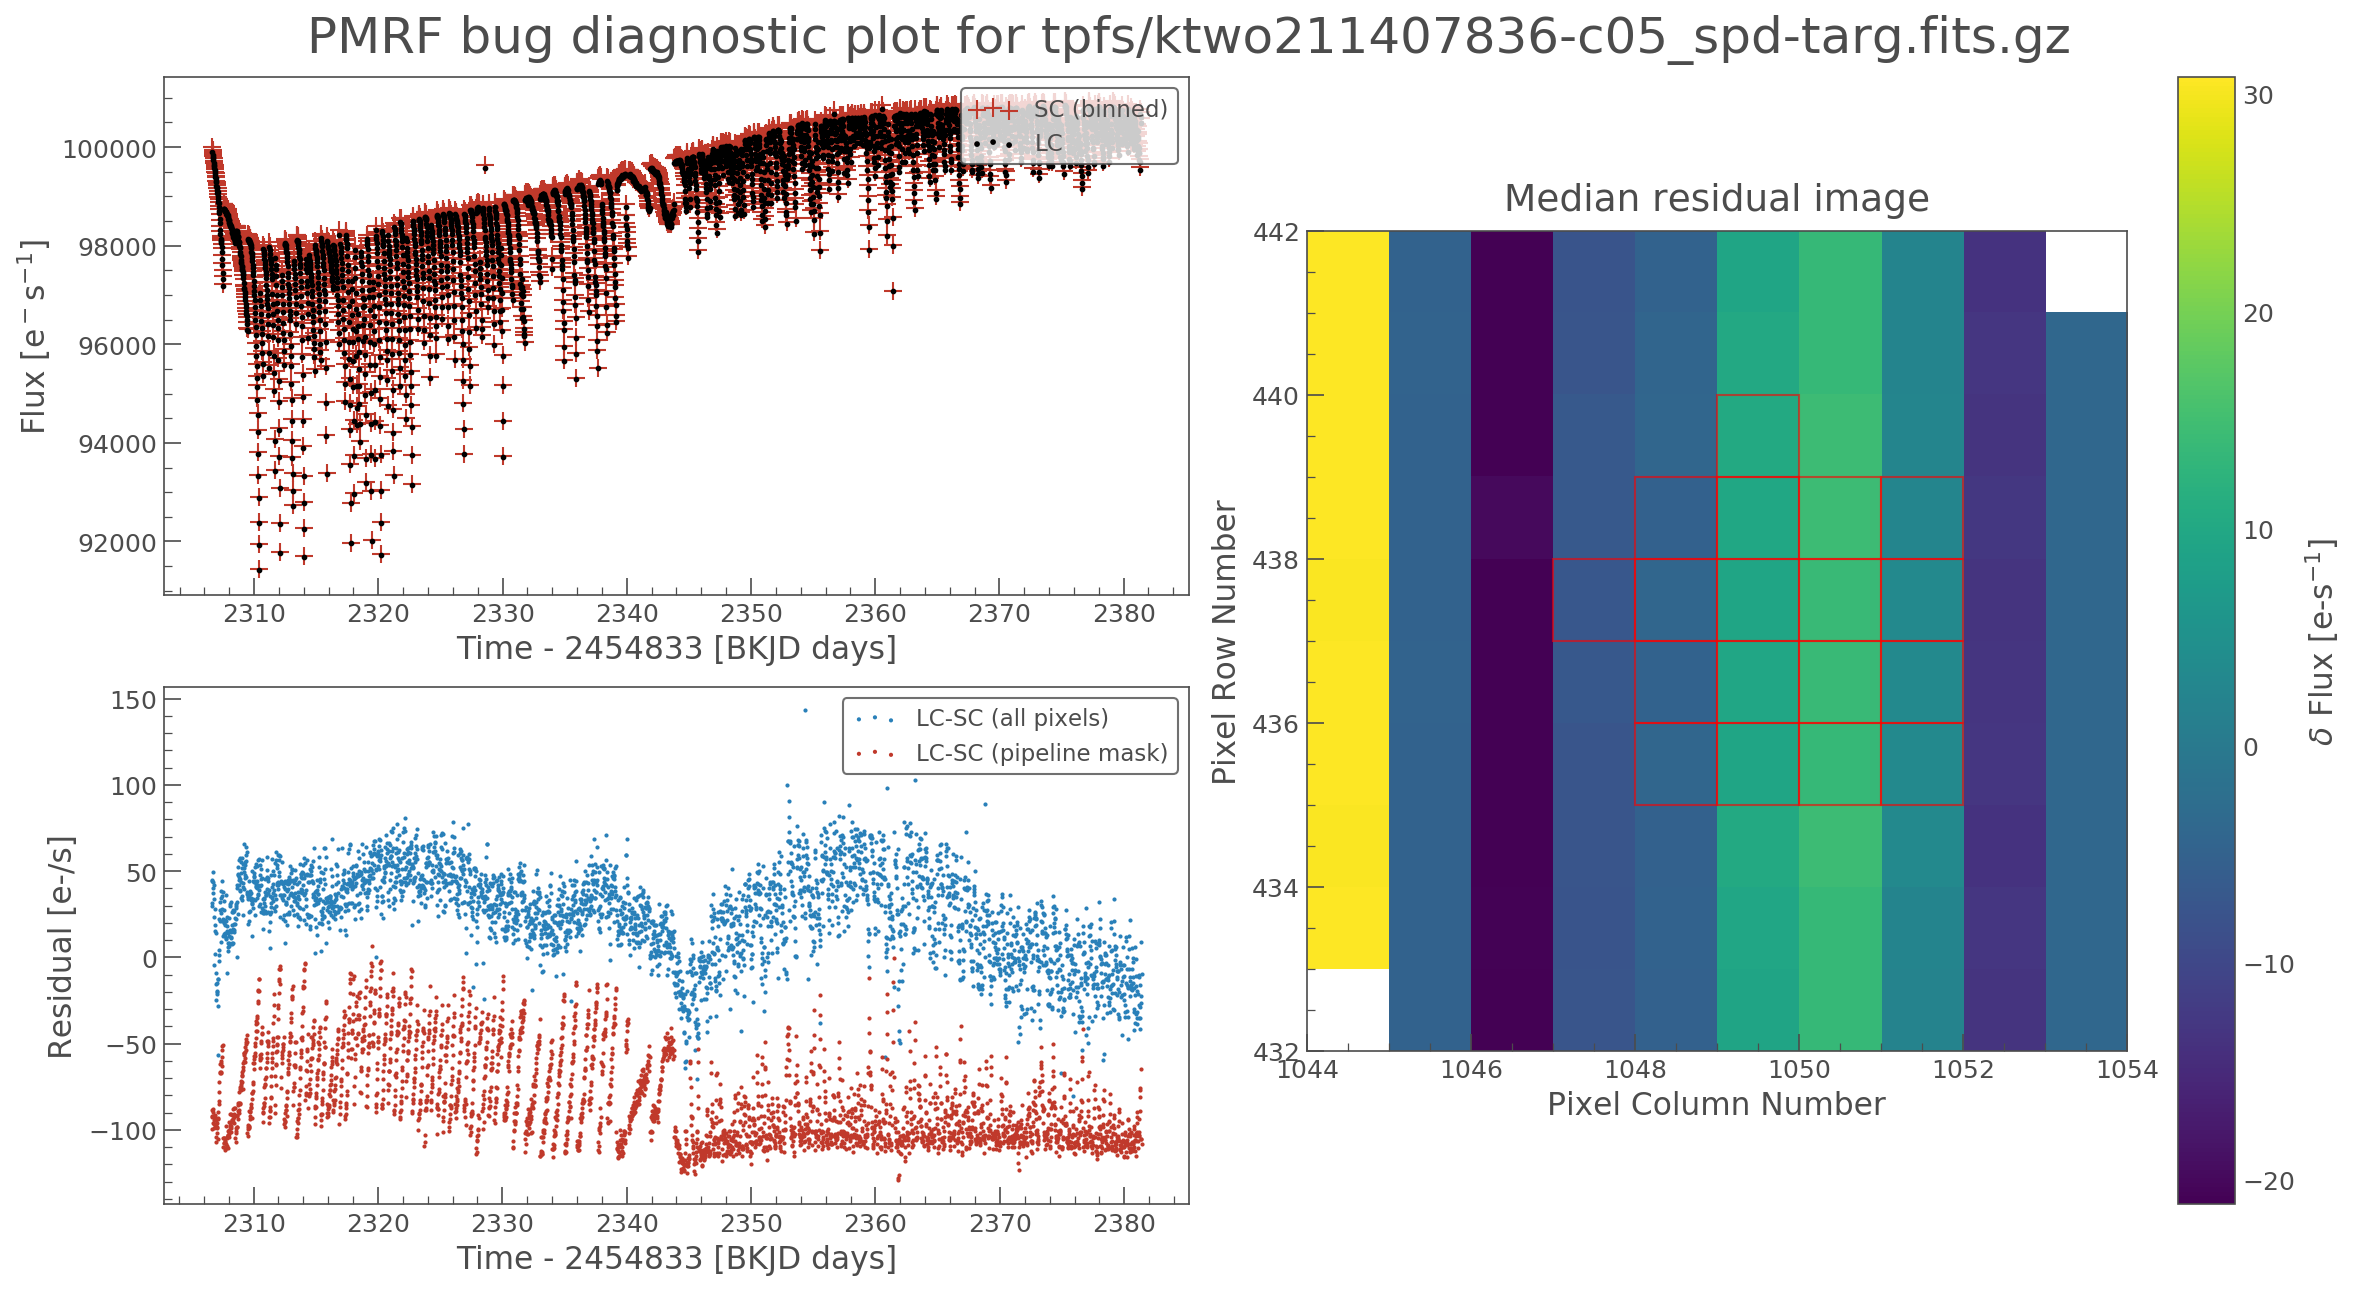 PMRF bug diagnostic plot for tpfs/ktwo211407836-c05_spd-targ.fits.gz
Flux [e⁻ s⁻¹]
100000
98000
96000
94000
92000
SC (binned)
LC
2310 2320 2330 2340 2350 2360 2370 2380
Time - 2454833 [BKJD days]
Residual [e-/s]
150
100
50
0
−50
−100
LC-SC (all pixels)
LC-SC (pipeline mask)
2310 2320 2330 2340 2350 2360 2370 2380
Time - 2454833 [BKJD days]
Median residual image
Pixel Row Number
442
440
438
436
434
432
1044 1046 1048 1050 1052 1054
Pixel Column Number
30
20
10
0
−10
−20
δ Flux [e-s⁻¹]